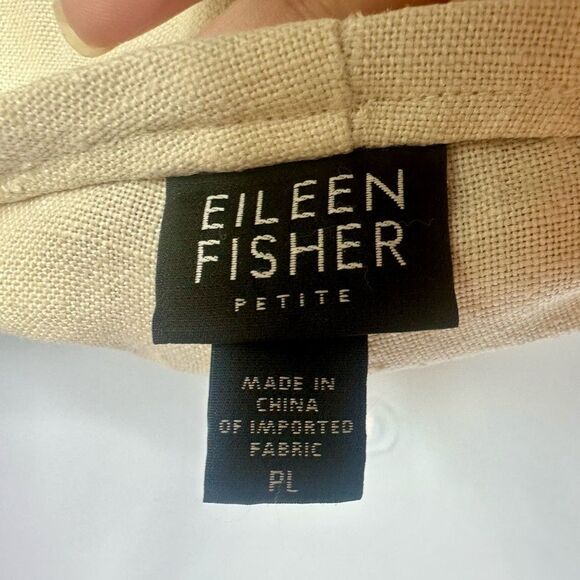 EILEEN
FISHER
PETITE
MADE IN
CHINA
OF IMPORTED
FABRIC
PL